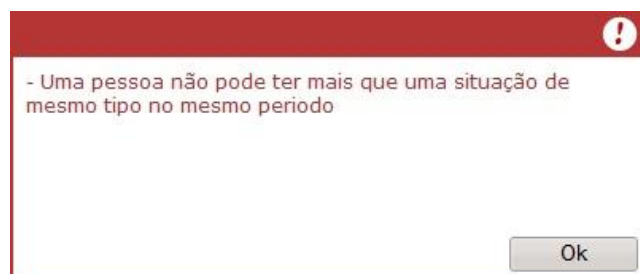 - Uma pessoa não pode ter mais que uma situação de
mesmo tipo no mesmo periodo
Ok